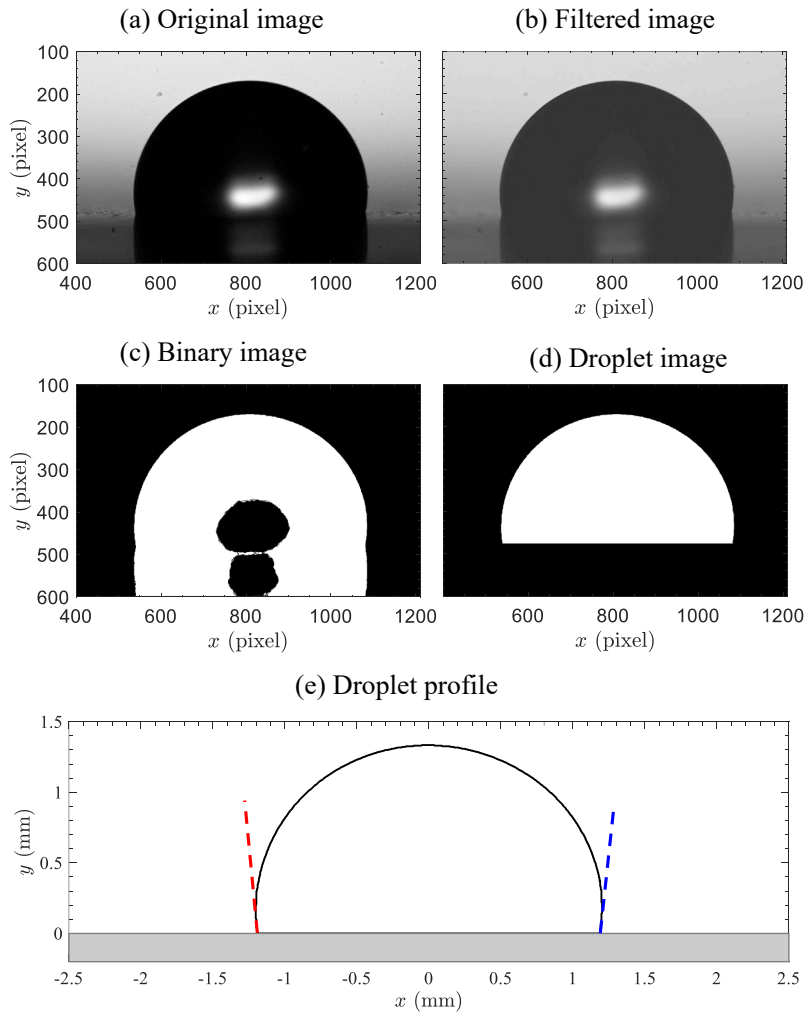 (a) Original image
(b) Filtered image
100
200
300
400
500
600
y (pixel)
400 600 800 1000 1200
x (pixel)
600 800 1000 1200
x (pixel)
(c) Binary image
(d) Droplet image
100
200
300
400
500
600
y (pixel)
400 600 800 1000 1200
x (pixel)
600 800 1000 1200
x (pixel)
(e) Droplet profile
1.5
1
0.5
0
y (mm)
-2.5 -2 -1.5 -1 -0.5 0 0.5 1 1.5 2 2.5
x (mm)